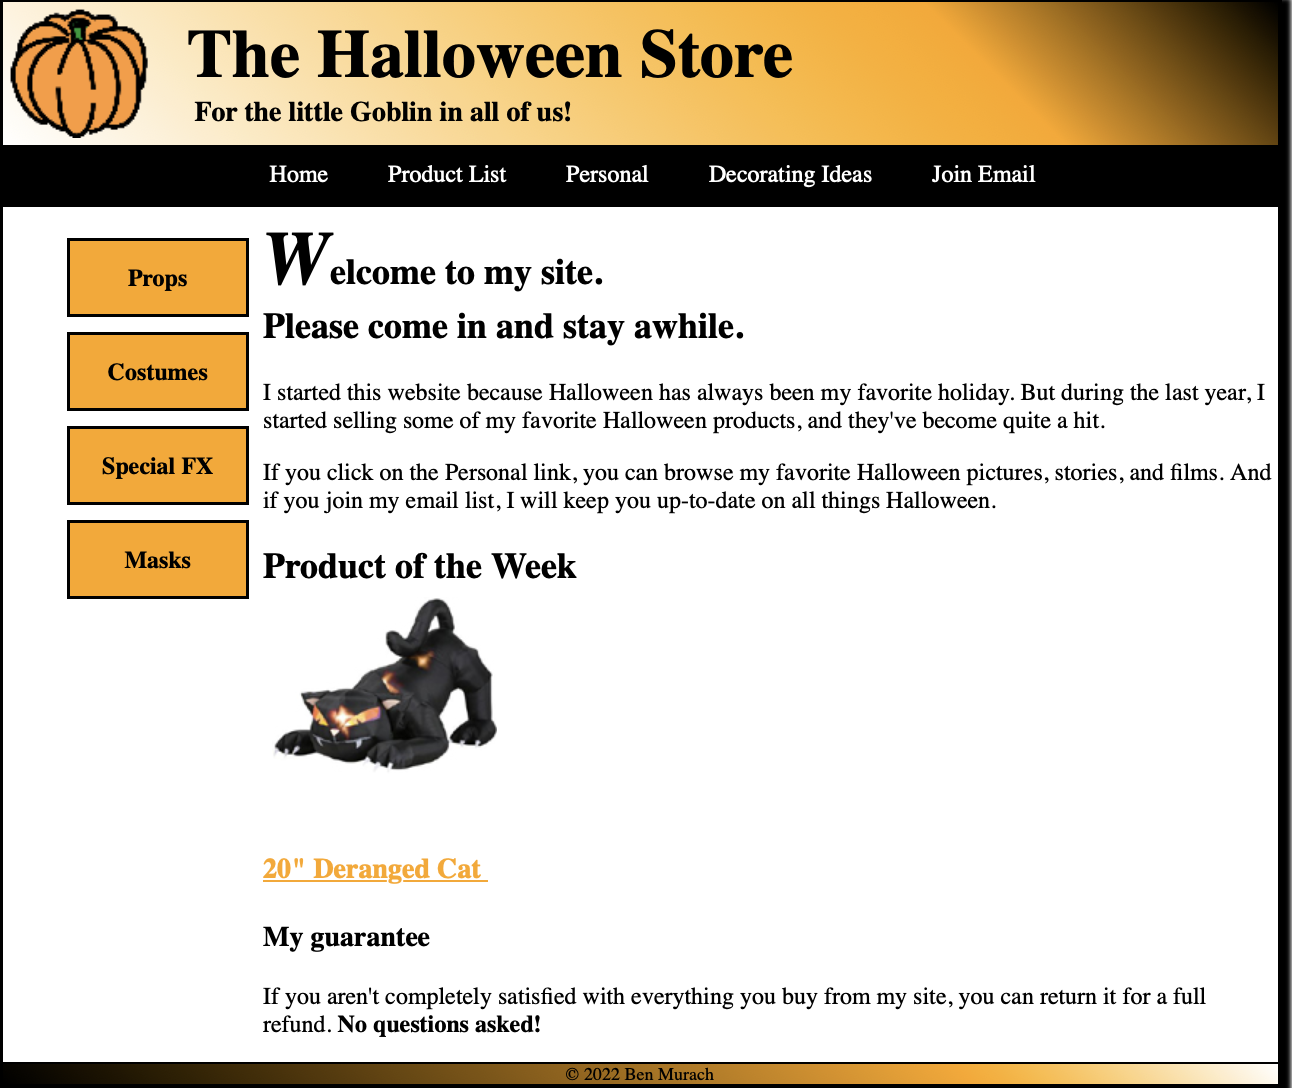 The Halloween Store
For the little Goblin in all of us!
Home Product List Personal Decorating Ideas Join Email
Props
Costumes
Special FX
Masks
Welcome to my site.
Please come in and stay awhile.
I started this website because Halloween has always been my favorite holiday. But during the last year, I
started selling some of my favorite Halloween products, and they've become quite a hit.
If you click on the Personal link, you can browse my favorite Halloween pictures, stories, and films. And
if you join my email list, I will keep you up-to-date on all things Halloween.
Product of the Week
20" Deranged Cat
My guarantee
If you aren't completely satisfied with everything you buy from my site, you can return it for a full
refund. No questions asked!
© 2022 Ben Murach